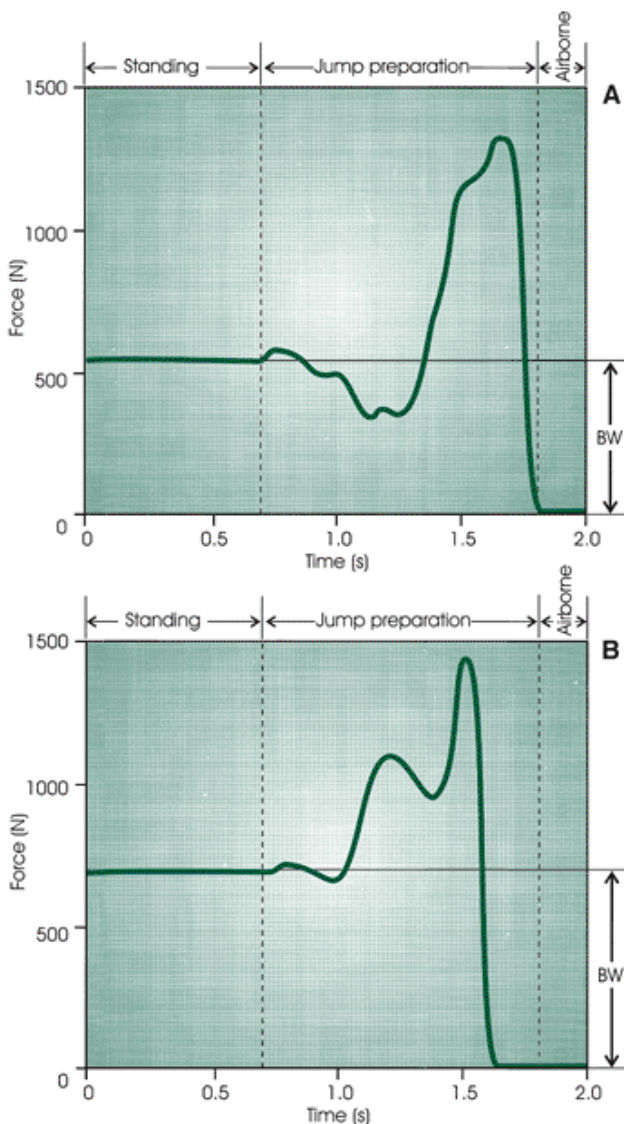 Standing
Jump preparation
Airborne
A
1500
1000
500
0
Force (N)
BW
0 0.5 1.0 1.5 2.0
Time (s)
Standing
Jump preparation
Airborne
B
1500
1000
500
0
Force (N)
BW
0 0.5 1.0 1.5 2.0
Time (s)